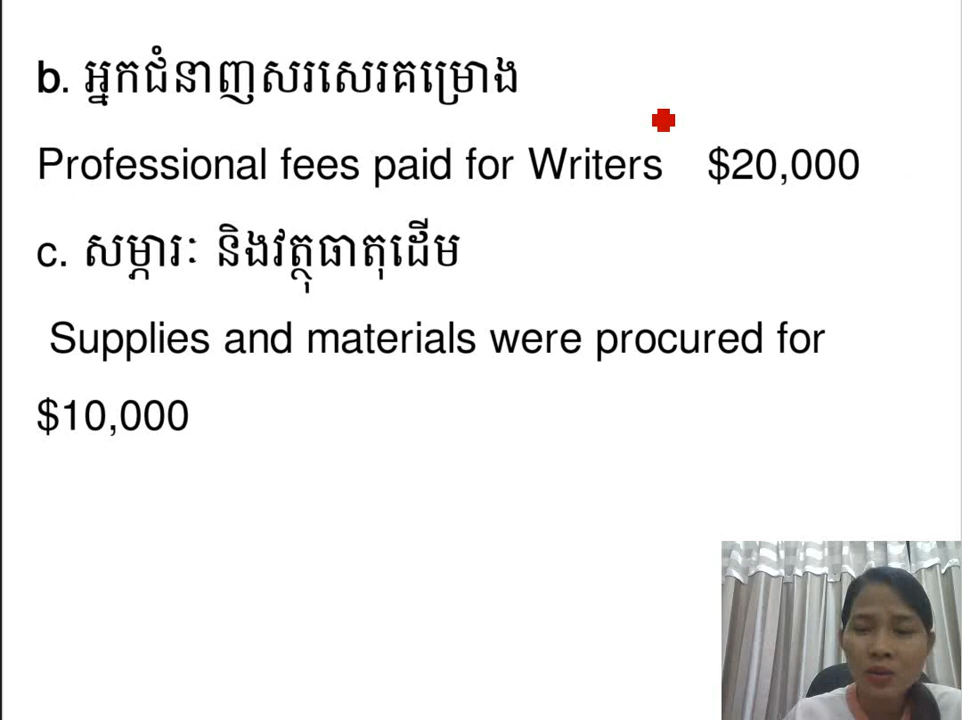 b. អ្នកជំនាញសរសេរគម្រោង
Professional fees paid for Writers $20,000
c. សម្ភារៈ និងវត្ថុធាតុដើម
Supplies and materials were procured for
$10,000